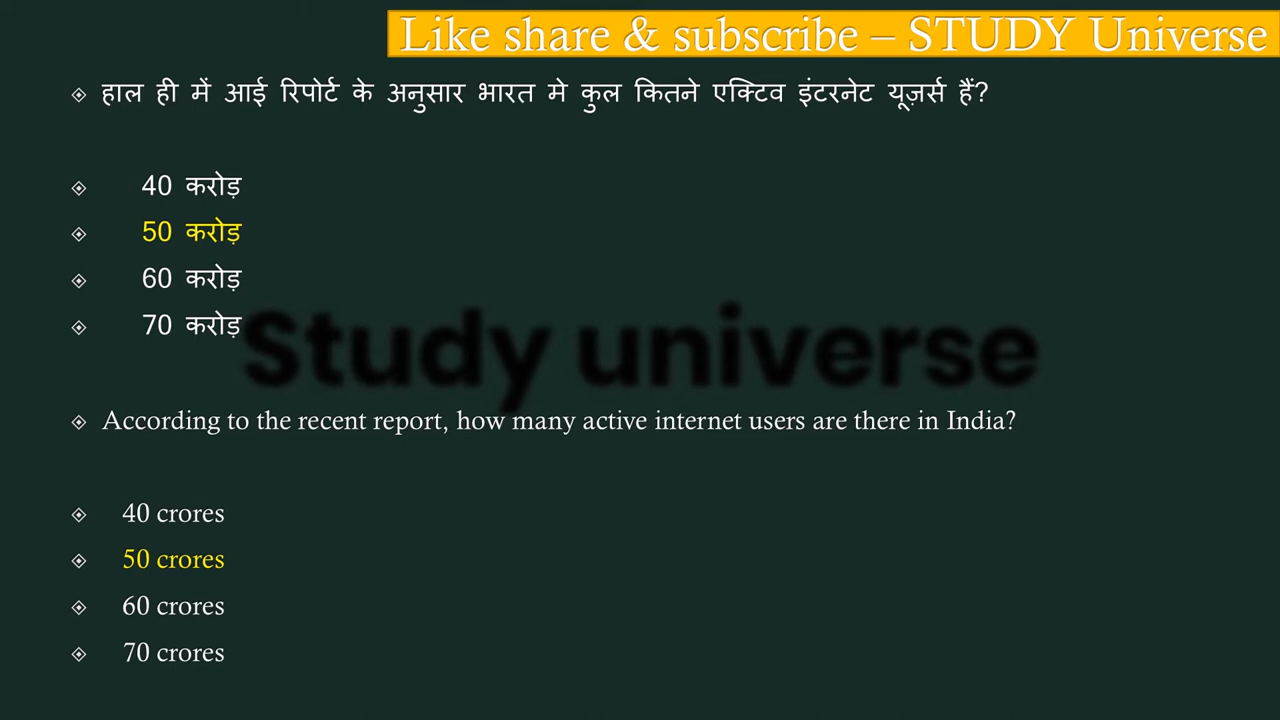 Like share & subscribe – STUDY Universe
हाल ही में आई रिपोर्ट के अनुसार भारत मे कुल कितने एक्टिव इंटरनेट यूज़र्स हैं?
40 करोड़
50 करोड़
60 करोड़
70 करोड़
Study universe
According to the recent report, how many active internet users are there in India?
40 crores
50 crores
60 crores
70 crores